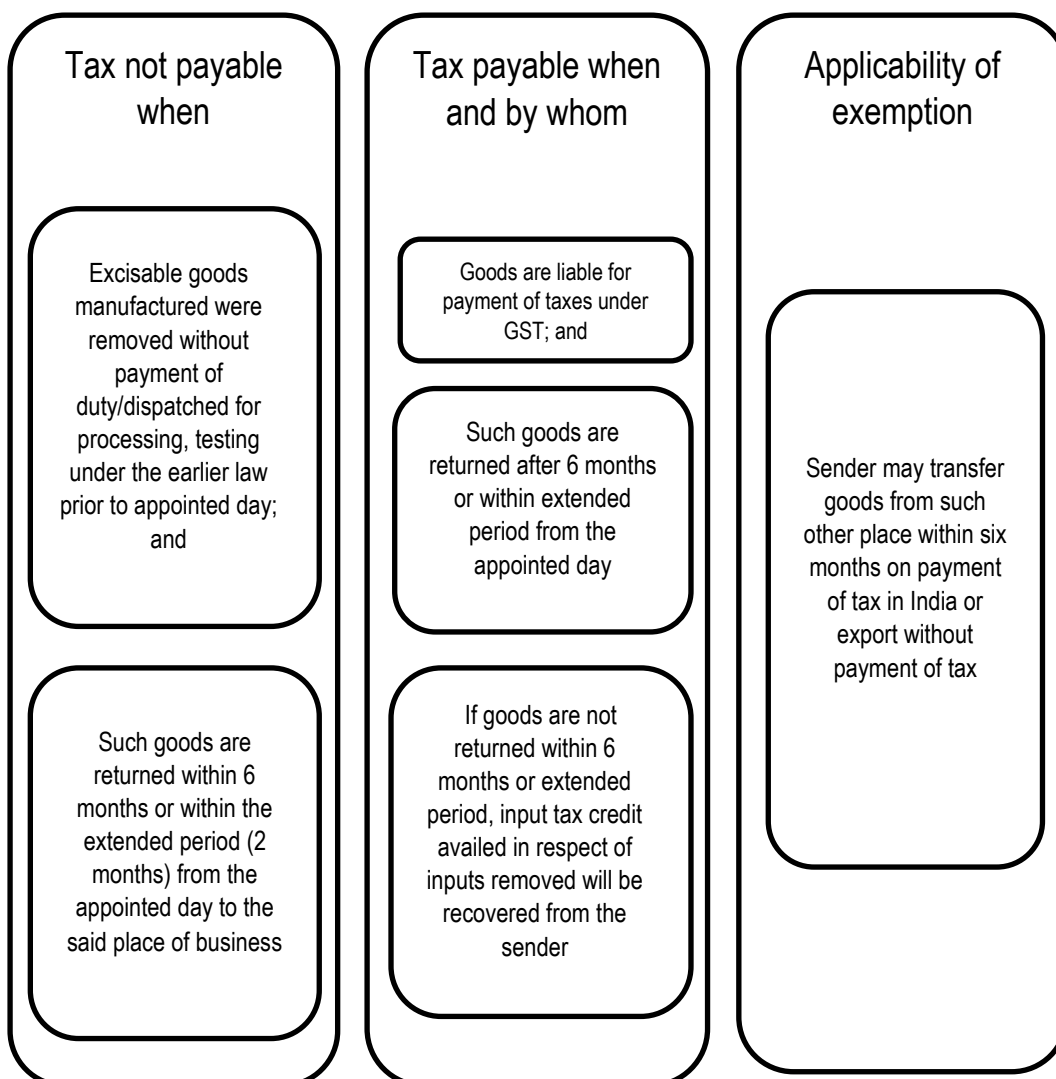 Tax not payable
when
Excisable goods
manufactured were
removed without
payment of
duty/dispatched for
processing, testing
under the earlier law
prior to appointed day;
and
Such goods are
returned within 6
months or within the
extended period (2
months) from the
appointed day to the
said place of business
Tax payable when
and by whom
Goods are liable for
payment of taxes under
GST; and
Such goods are
returned after 6 months
or within extended
period from the
appointed day
If goods are not
returned within 6
months or extended
period, input tax credit
availed in respect of
inputs removed will be
recovered from the
sender
Applicability of
exemption
Sender may transfer
goods from such
other place within six
months on payment
of tax in India or
export without
payment of tax